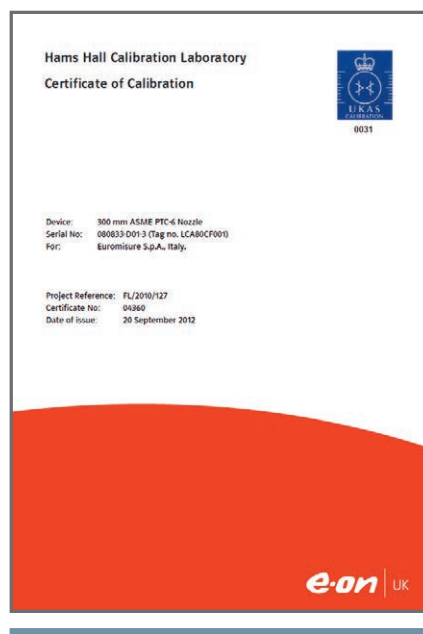 Hams Hall Calibration Laboratory
Certificate of Calibration
UKAS
CALIBRATION
0031
Device: 300 mm ASME PTC-6 Nozzle
Serial No: 080833-D01-3 (Tag no. LCA80CF001)
For: Euromisure S.p.A., Italy.
Project Reference: FL/2010/127
Certificate No: 04360
Date of issue: 20 September 2012
e·on | UK